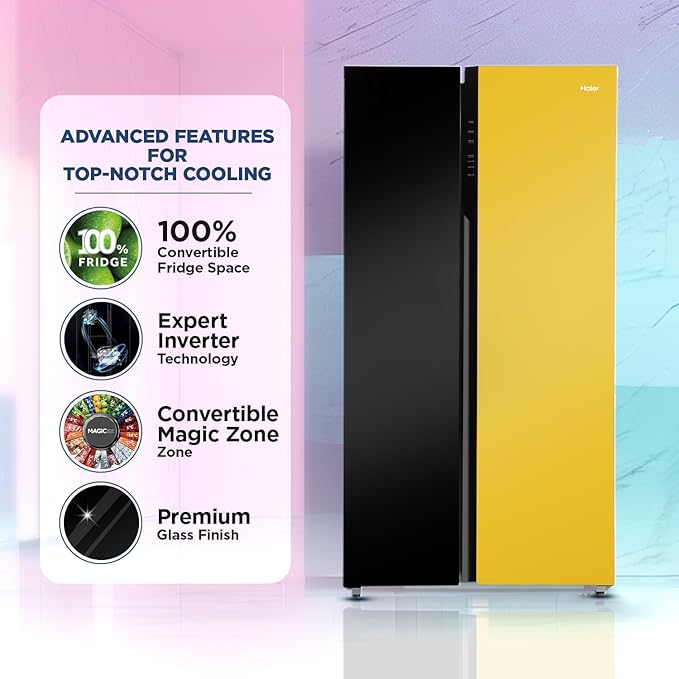 ADVANCED FEATURES
FOR
TOP-NOTCH COOLING
100%
FRIDGE
100%
Convertible
Fridge Space
Expert
Inverter
Technology
MAGIC
Convertible
Magic Zone
Zone
Premium
Glass Finish
Haier